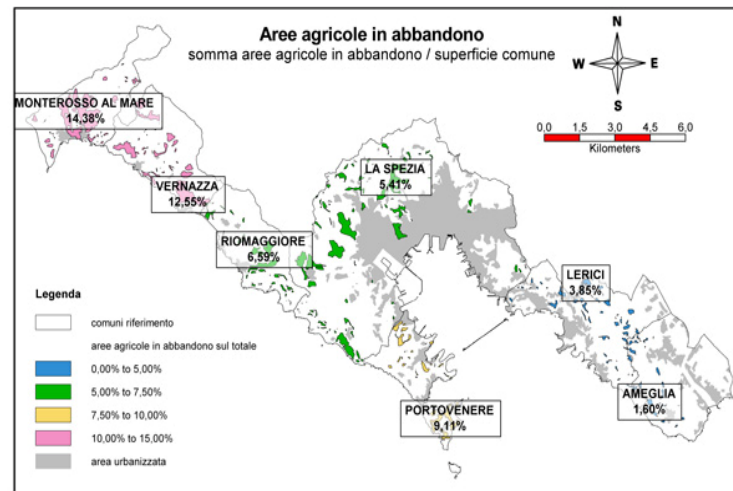 Aree agricole in abbandono
somma aree agricole in abbandono / superficie comune
N
W E
S
0,0 1,5 3,0 4,5 6,0
Kilometers
MONTEROSSO AL MARE
14,38%
VERNAZZA
12,55%
RIOMAGGIORE
6,59%
LA SPEZIA
5,41%
LERICI
3,85%
AMEGLIA
1,60%
PORTOVENERE
9,11%
Legenda
comuni riferimento
aree agricole in abbandono sul totale
0,00% to 5,00%
5,00% to 7,50%
7,50% to 10,00%
10,00% to 15,00%
area urbanizzata